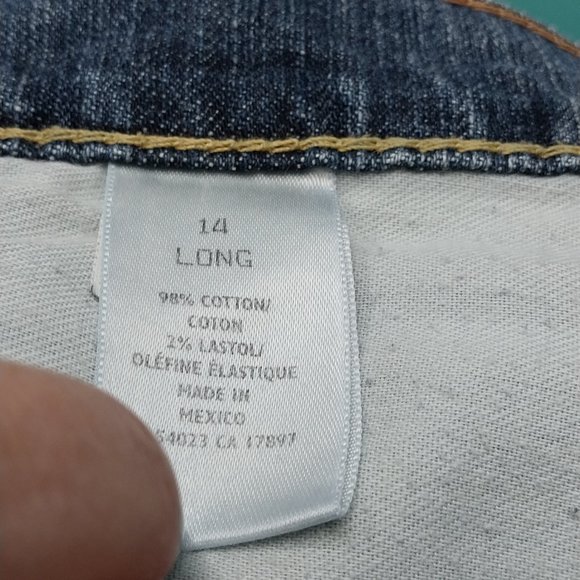 14
LONG
98% COTTON/
COTON
2% LASTOL/
OLÉFINE ÉLASTIQUE
MADE IN
MEXICO
CA 17897